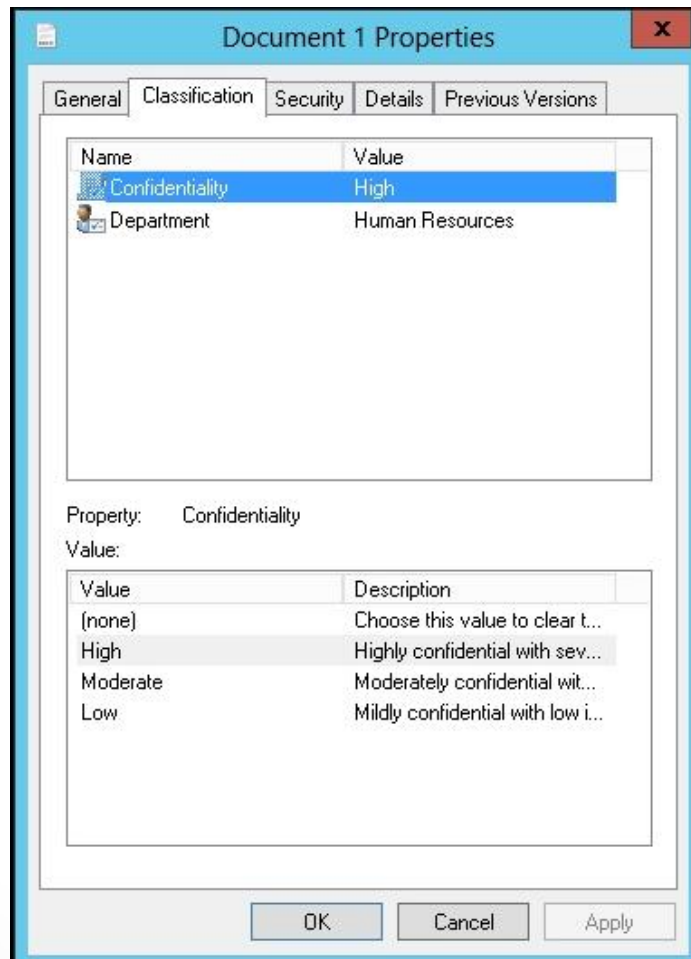 Document 1 Properties
x
General Classification Security Details Previous Versions
Name Value
Confidentiality High
Department Human Resources
Property: Confidentiality
Value:
Value Description
(none) Choose this value to clear t...
High Highly confidential with sev...
Moderate Moderately confidential wit...
Low Mildly confidential with low i...
OK Cancel Apply